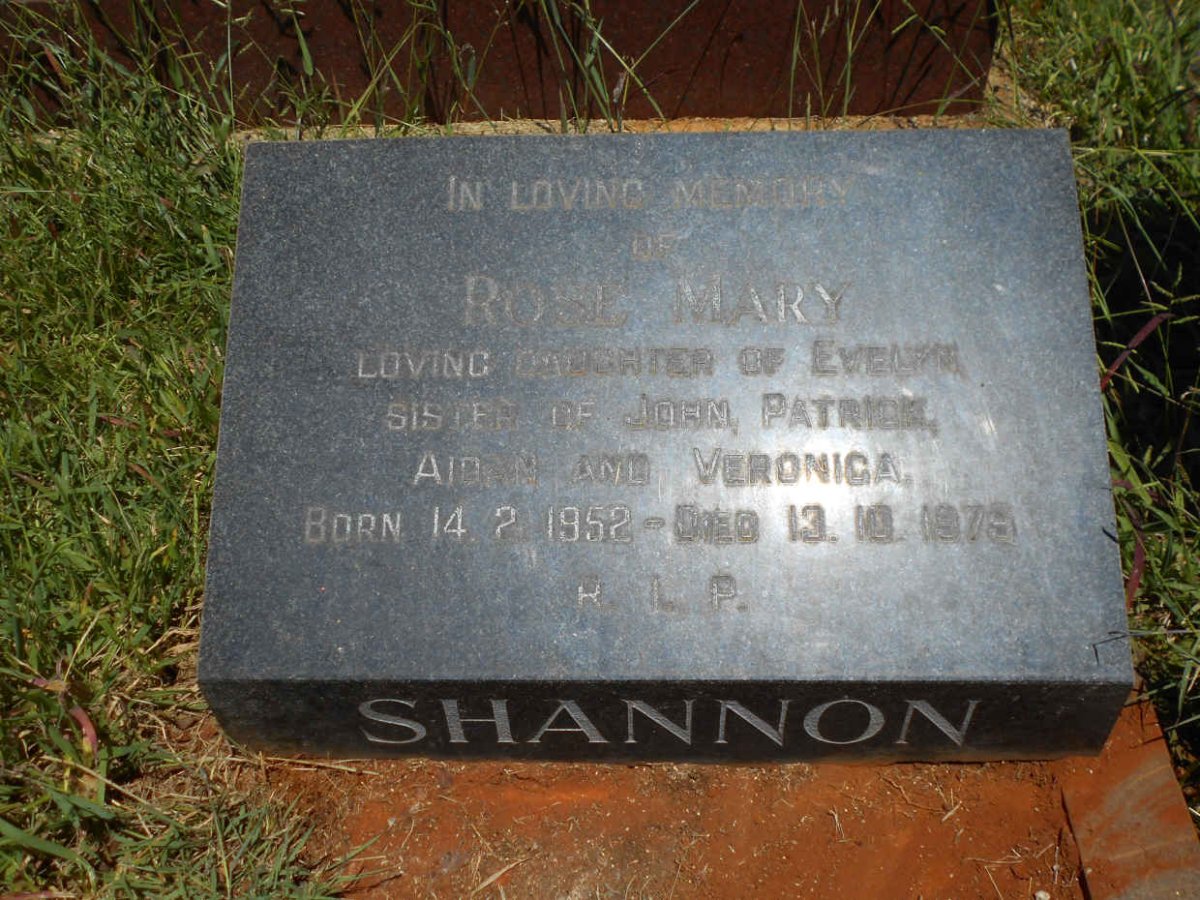 IN LOVING MEMORY
OF
ROSE MARY
LOVING DAUGHTER OF EVELYN,
SISTER OF JOHN, PATRICK,
AIDAN AND VERONICA.
BORN 14. 2. 1952 - DIED 13. 10.
R. I. P.
SHANNON